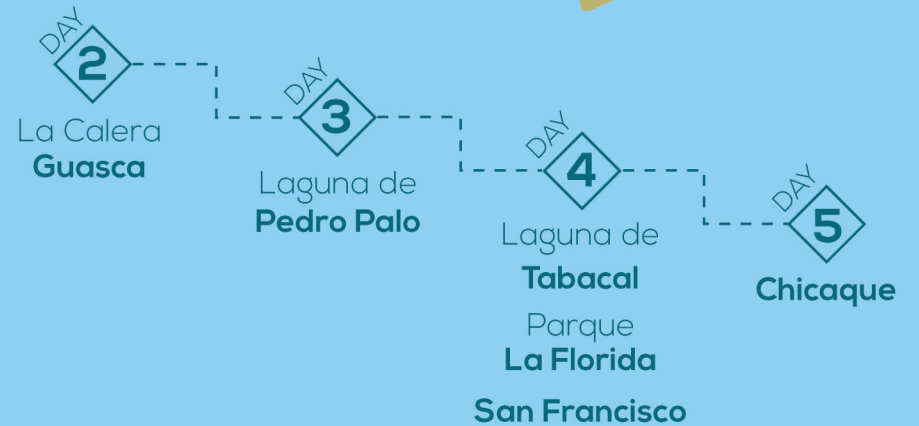 DAY
2
La Calera
Guasca
DAY
3
Laguna de
Pedro Palo
DAY
4
Laguna de
Tabacal
Parque
La Florida
San Francisco
DAY
5
Chicaque